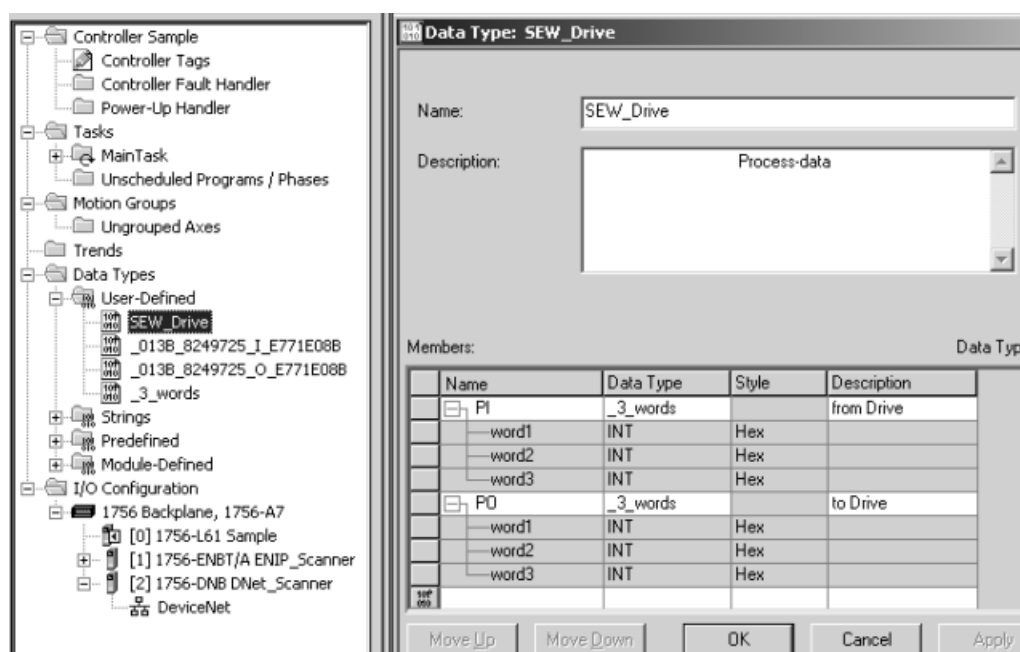 Controller Sample
Controller Tags
Controller Fault Handler
Power-Up Handler
Tasks
MainTask
Unscheduled Programs / Phases
Motion Groups
Ungrouped Axes
Trends
Data Types
User-Defined
SEW_Drive
_013B_8249725_I_E771E08B
_013B_8249725_O_E771E08B
_3_words
Strings
Predefined
Module-Defined
I/O Configuration
1756 Backplane, 1756-A7
[0] 1756-L61 Sample
[1] 1756-ENBT/A ENIP_Scanner
[2] 1756-DNB DNet_Scanner
DeviceNet
Data Type: SEW_Drive
Name: SEW_Drive
Description: Process-data
Members: Data Typ
Name Data Type Style Description
PI _3_words from Drive
word1 INT Hex
word2 INT Hex
word3 INT Hex
PO _3_words to Drive
word1 INT Hex
word2 INT Hex
word3 INT Hex
Move Up Move Down OK Cancel Apply